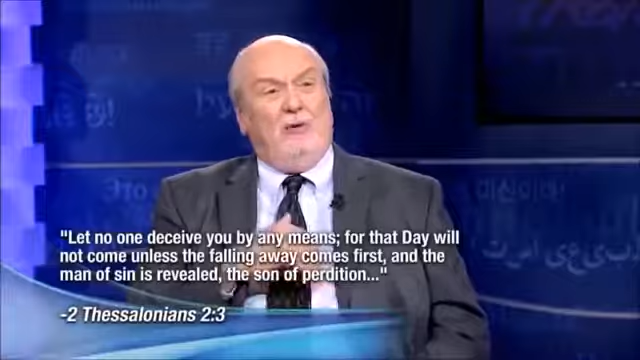 "Let no one deceive you by any means; for that Day will
not come unless the falling away comes first, and the
man of sin is revealed, the son of perdition..."
-2 Thessalonians 2:3
Это